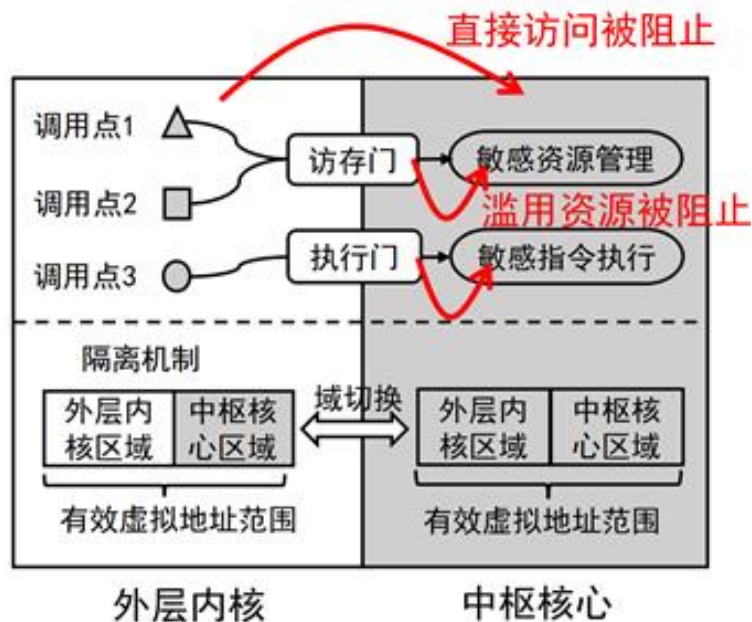 直接访问被阻止
调用点1
访存门
敏感资源管理
调用点2
滥用资源被阻止
调用点3
执行门
敏感指令执行
隔离机制
外层内
核区域
中枢核
心区域
域切换
外层内
核区域
中枢核
心区域
有效虚拟地址范围
有效虚拟地址范围
外层内核
中枢核心